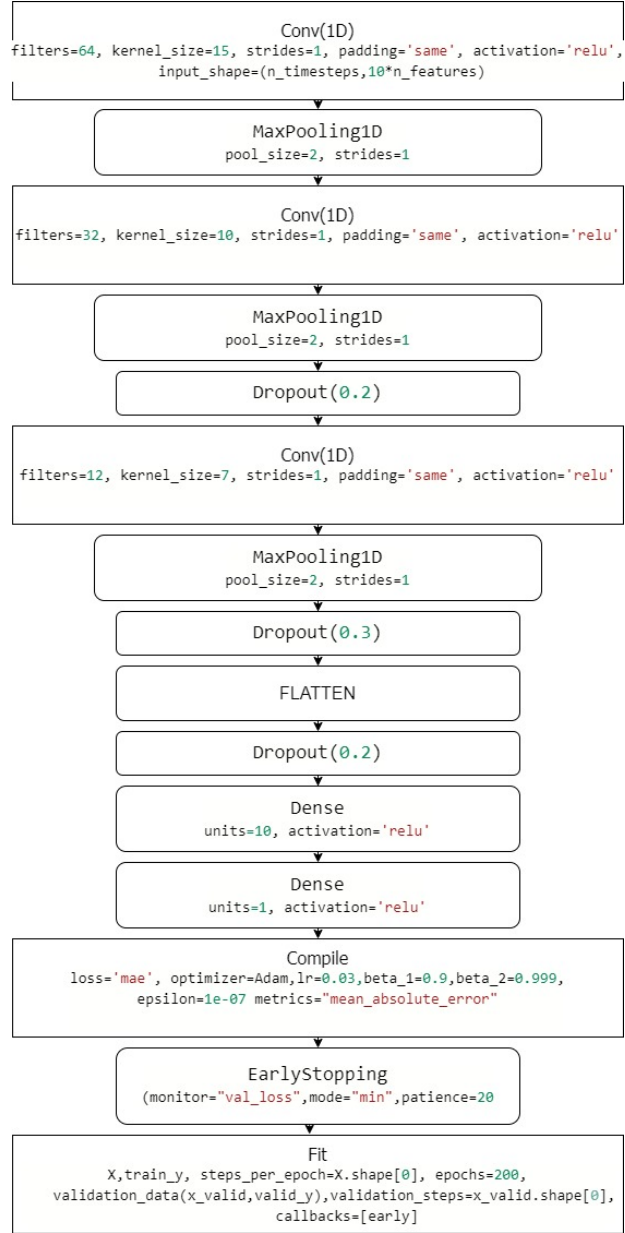 Conv(1D)
filters=64, kernel_size=15, strides=1, padding='same', activation='relu',
input_shape=(n_timesteps,10*n_features)
MaxPooling1D
pool_size=2, strides=1
Conv(1D)
filters=32, kernel_size=10, strides=1, padding='same', activation='relu'
MaxPooling1D
pool_size=2, strides=1
Dropout(0.2)
Conv(1D)
filters=12, kernel_size=7, strides=1, padding='same', activation='relu'
MaxPooling1D
pool_size=2, strides=1
Dropout(0.3)
FLATTEN
Dropout(0.2)
Dense
units=10, activation='relu'
Dense
units=1, activation='relu'
Compile
loss='mae', optimizer=Adam,lr=0.03,beta_1=0.9,beta_2=0.999,
epsilon=1e-07 metrics="mean_absolute_error"
EarlyStopping
(monitor="val_loss",mode="min",patience=20
Fit
X,train_y, steps_per_epoch=X.shape[0], epochs=200,
validation_data(x_valid,valid_y),validation_steps=x_valid.shape[0],
callbacks=[early]